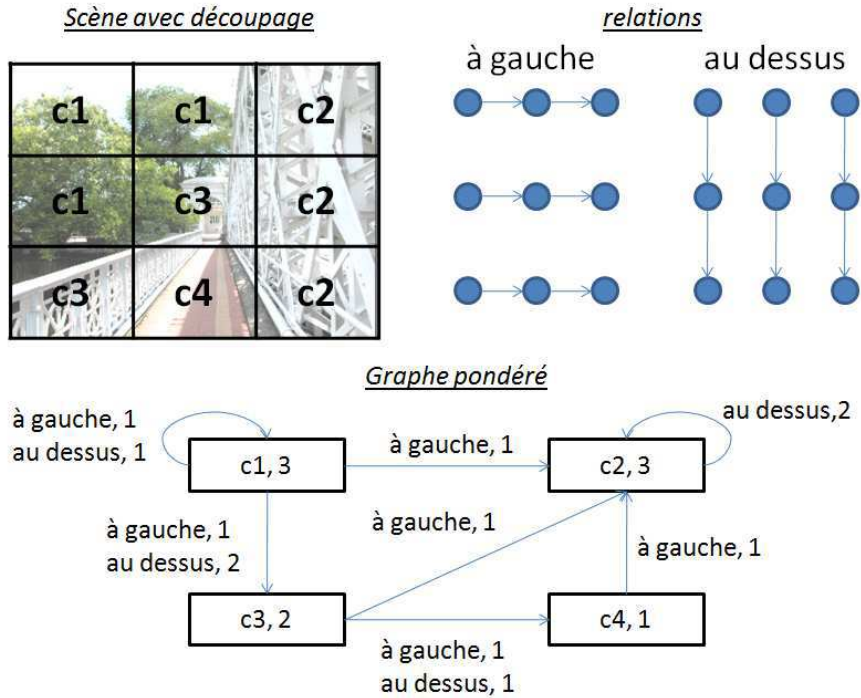 Scène avec découpage
relations
à gauche
au dessus
c1 c1 c2
c1 c3 c2
c3 c4 c2
Graphe pondéré
à gauche, 1
au dessus, 1
c1, 3
à gauche, 1
c2, 3
au dessus,2
à gauche, 1
au dessus, 2
à gauche, 1
à gauche, 1
c3, 2
c4, 1
à gauche, 1
au dessus, 1